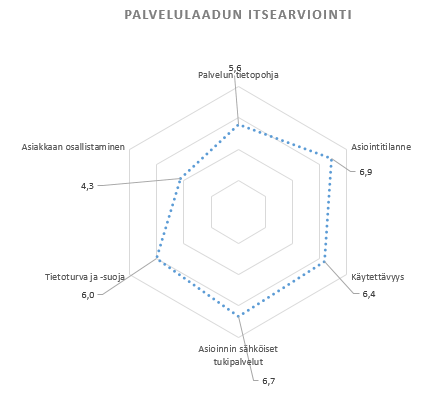 PALVELULAADUN ITSEARVIOINTI
5,6
Palvelun tietopohja
Asiakkaan osallistaminen
Asiointitilanne
6,9
4,3
Tietoturva ja -suoja
Käytettävyys
6,0
6,4
Asioinnin sähköiset
tukipalvelut
6,7